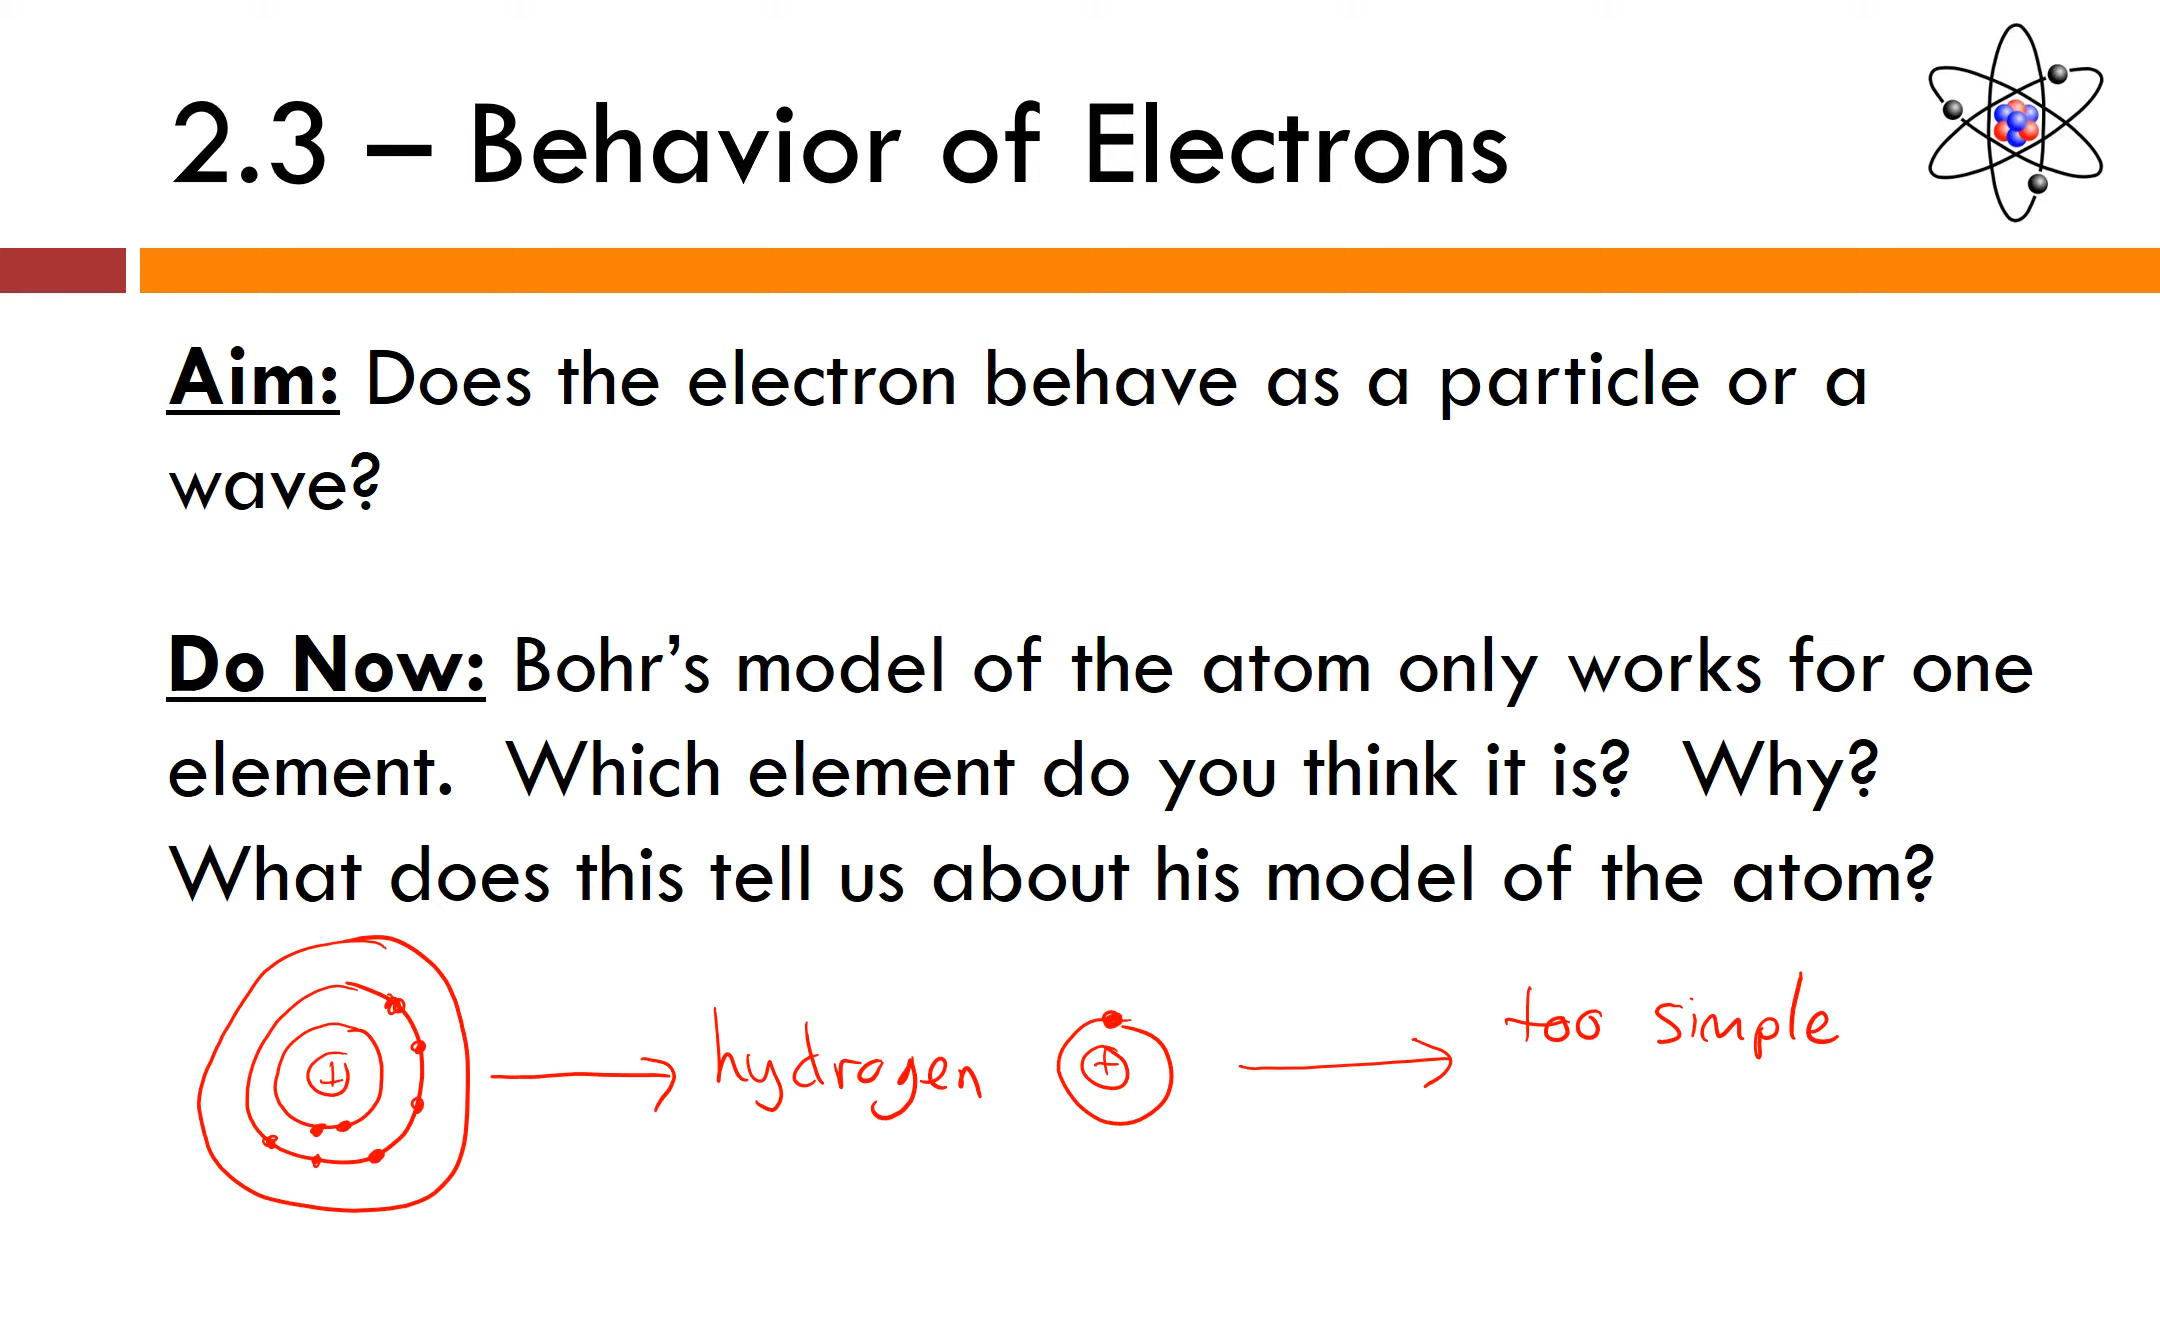 2.3 – Behavior of Electrons
Aim: Does the electron behave as a particle or a
wave?
Do Now: Bohr’s model of the atom only works for one
element.  Which element do you think it is?  Why?
What does this tell us about his model of the atom?
+ hydrogen + too simple